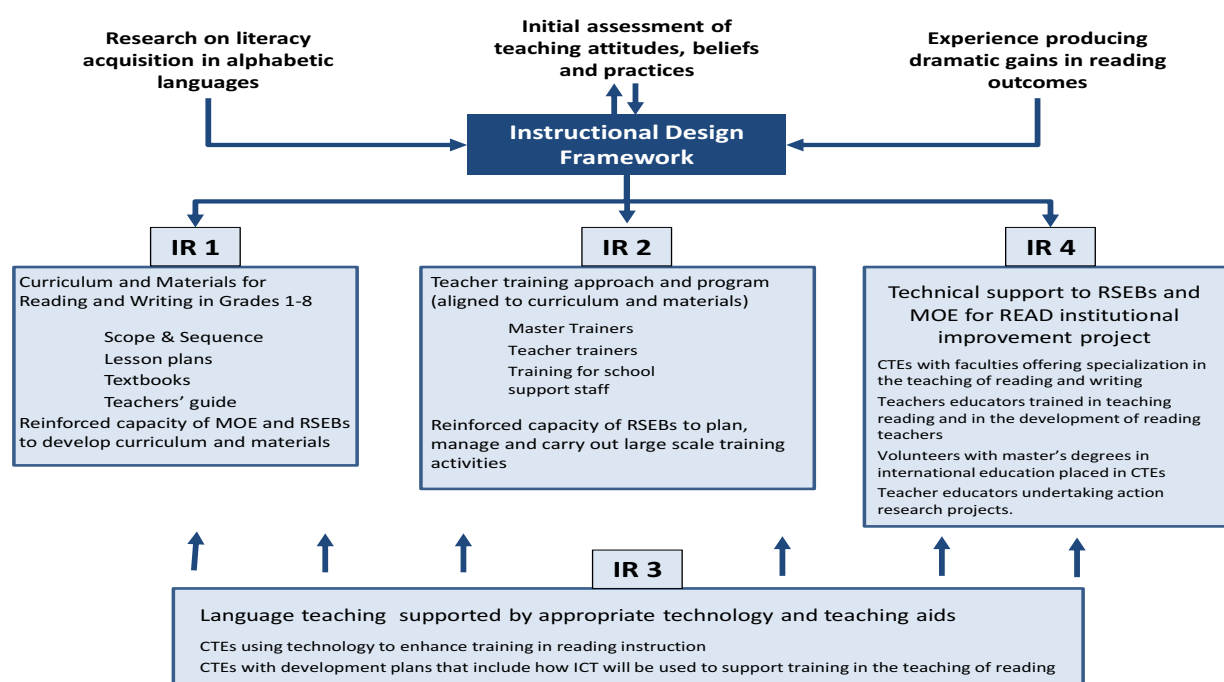 Research on literacy
acquisition in alphabetic
languages
Initial assessment of
teaching attitudes, beliefs
and practices
Experience producing
dramatic gains in reading
outcomes
Instructional Design
Framework
IR 1
Curriculum and Materials for
Reading and Writing in Grades 1-8
Scope & Sequence
Lesson plans
Textbooks
Teachers’ guide
Reinforced capacity of MOE and RSEBs
to develop curriculum and materials
IR 2
Teacher training approach and program
(aligned to curriculum and materials)
Master Trainers
Teacher trainers
Training for school
support staff
Reinforced capacity of RSEBs to plan,
manage and carry out large scale training
activities
IR 4
Technical support to RSEBs and
MOE for READ institutional
improvement project
CTEs with faculties offering specialization in
the teaching of reading and writing
Teachers educators trained in teaching
reading and in the development of reading
teachers
Volunteers with master’s degrees in
international education placed in CTEs
Teacher educators undertaking action
research projects.
IR 3
Language teaching supported by appropriate technology and teaching aids
CTEs using technology to enhance training in reading instruction
CTEs with development plans that include how ICT will be used to support training in the teaching of reading